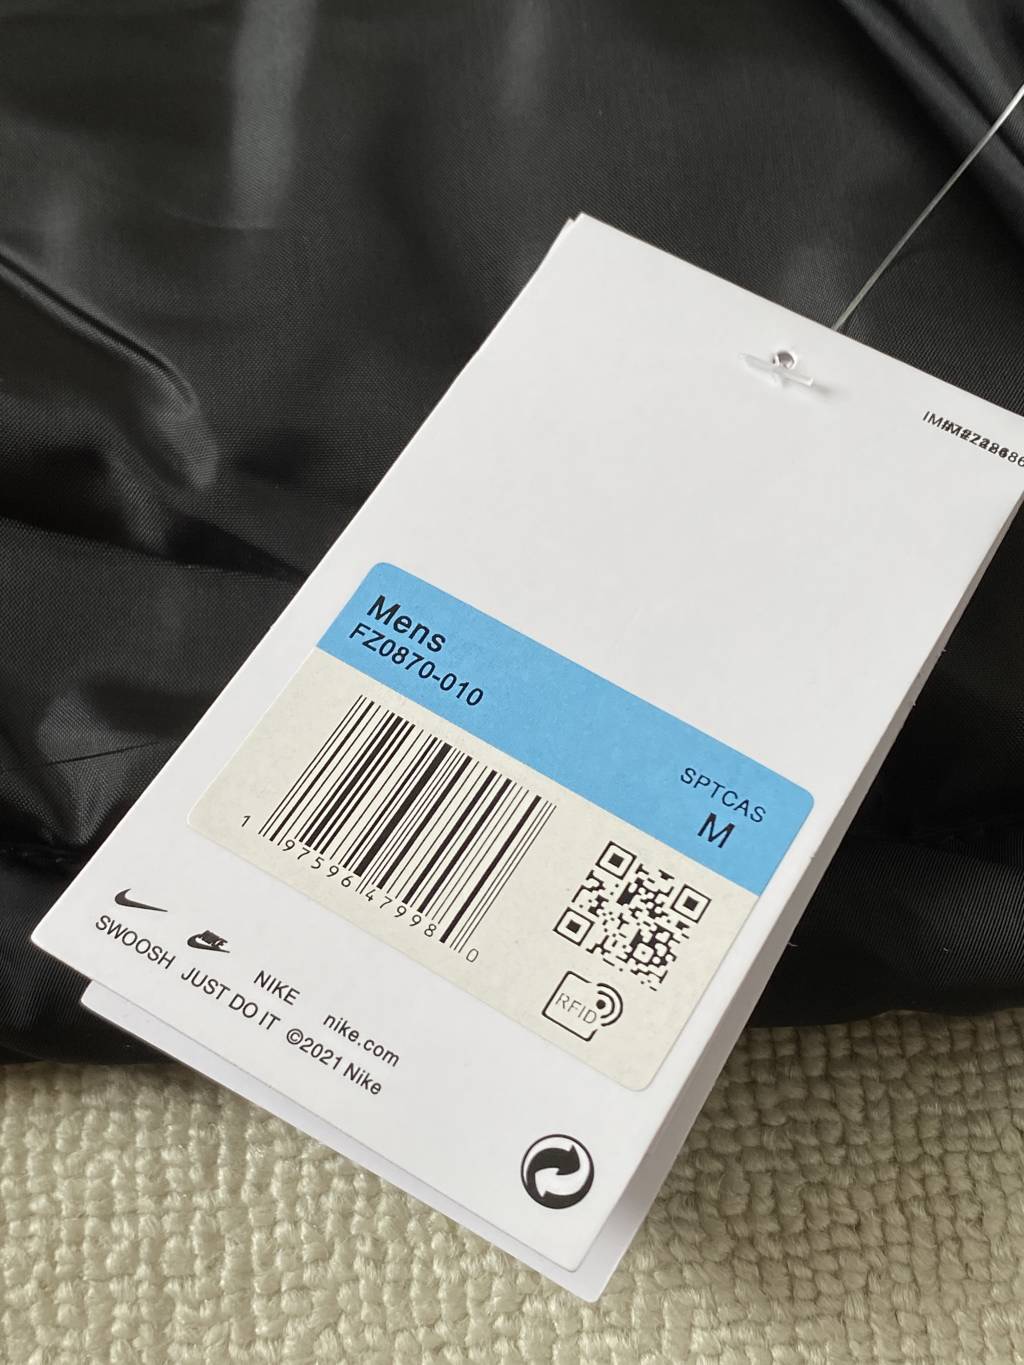 Mens
FZ0870-010
SPTCAS
M
1 97596 47998 0
RFID
NIKE nike.com
SWOOSH JUST DO IT ©2021 Nike